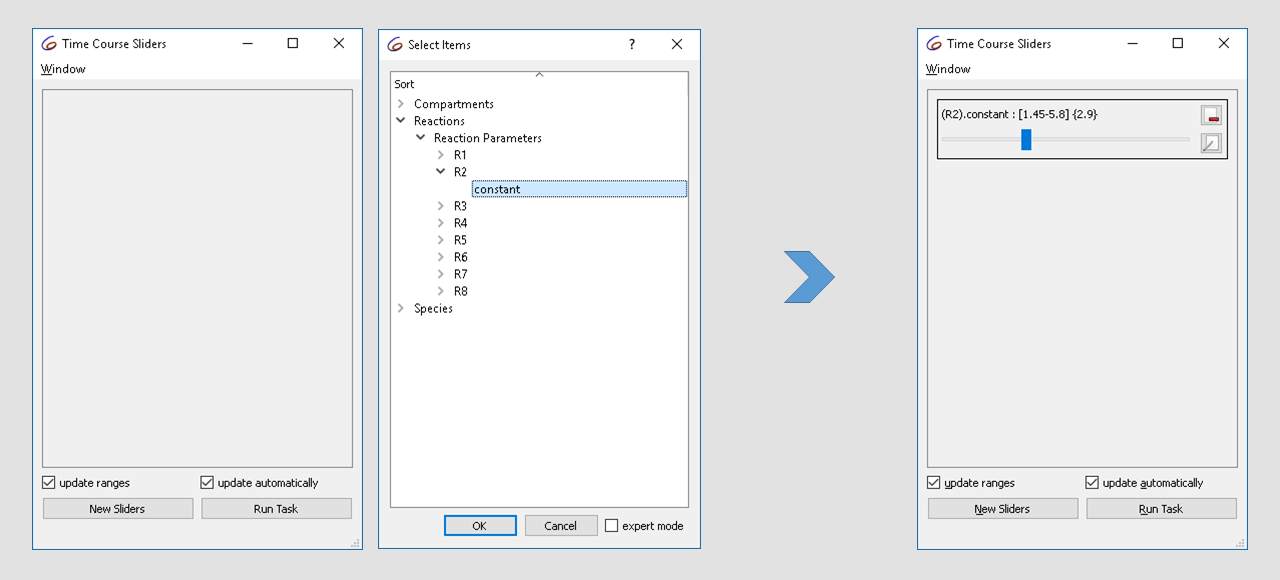 Time Course Sliders
Window
update ranges
update automatically
New Sliders
Run Task
Select Items
?
Sort
Compartments
Reactions
Reaction Parameters
R1
R2
constant
R3
R4
R5
R6
R7
R8
Species
OK
Cancel
expert mode
Time Course Sliders
Window
(R2).constant : [1.45-5.8] {2.9}
update ranges
update automatically
New Sliders
Run Task